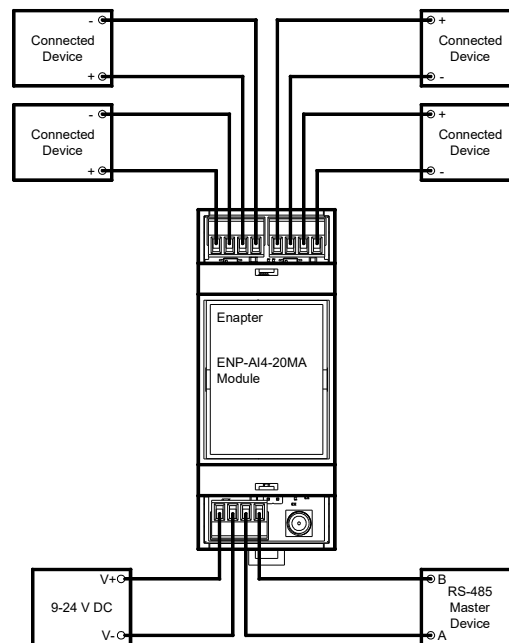 -
Connected
Device
+
+
Connected
Device
-
-
Connected
Device
+
+
Connected
Device
-
Enapter
ENP-AI4-20MA
Module
V+
9-24 V DC
V-
B
RS-485
Master
Device
A